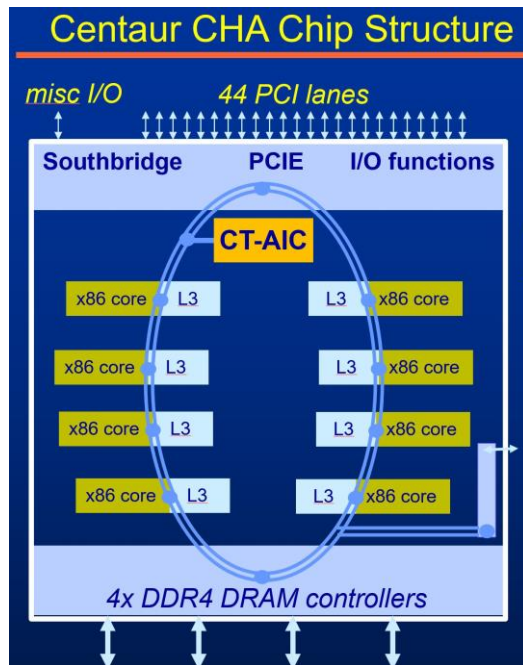 Centaur CHA Chip Structure
misc I/O 44 PCI lanes
Southbridge PCIE I/O functions
CT-AIC
x86 core L3 L3 x86 core
x86 core L3 L3 x86 core
x86 core L3 L3 x86 core
x86 core L3 L3 x86 core
4x DDR4 DRAM controllers